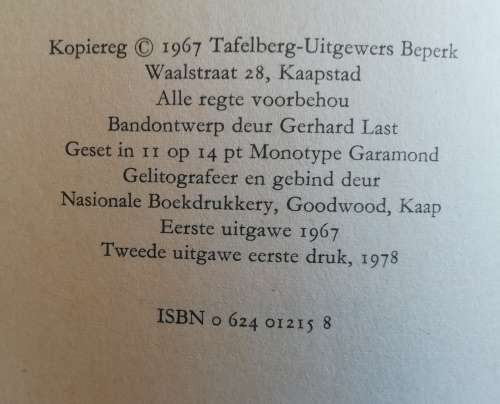 Kopiereg © 1967 Tafelberg-Uitgewers Beperk
Waalstraat 28, Kaapstad
Alle regte voorbehou
Bandontwerp deur Gerhard Last
Geset in 11 op 14 pt Monotype Garamond
Gelitografeer en gebind deur
Nasionale Boekdrukkery, Goodwood, Kaap
Eerste uitgawe 1967
Tweede uitgawe eerste druk, 1978
ISBN 0 624 01215 8